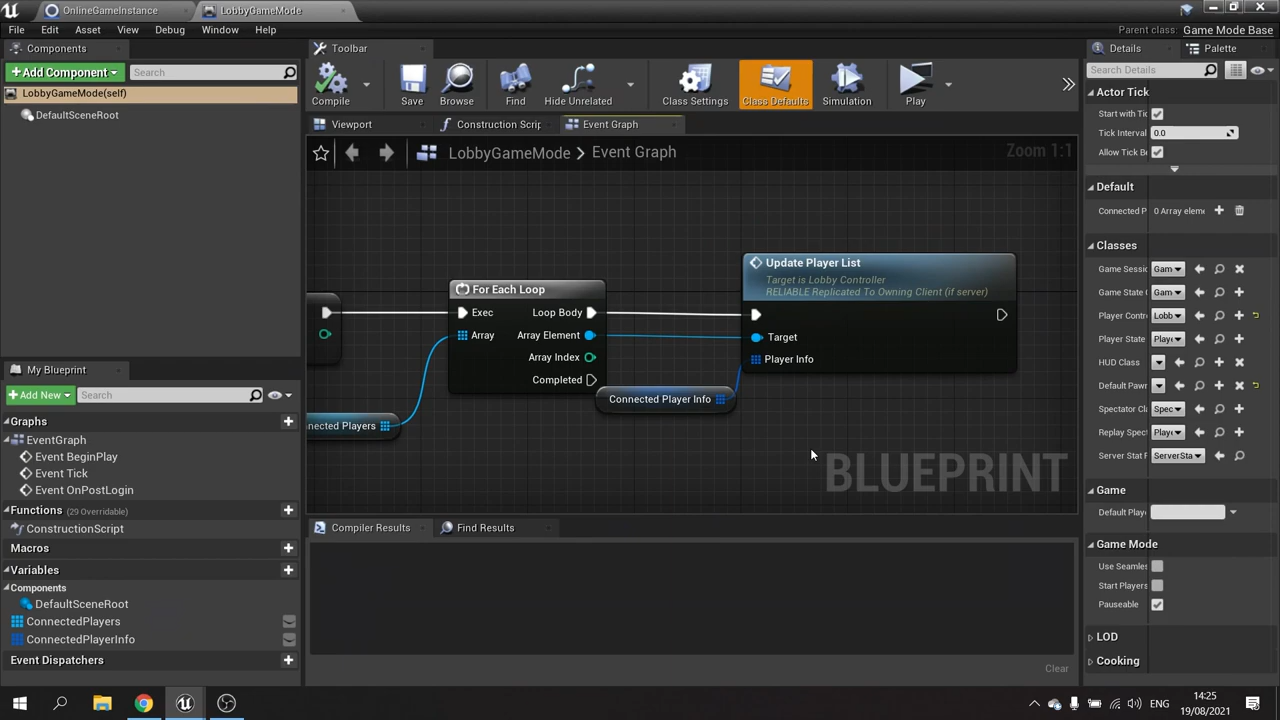 OnlineGameInstance
LobbyGameMode
File Edit Asset View Debug Window Help
Parent class: Game Mode Base
Components
Toolbar
Details
Palette
Add Component
Search
Search Details
LobbyGameMode(self)
DefaultSceneRoot
Compile
Save
Browse
Find
Hide Unrelated
Class Settings
Class Defaults
Simulation
Play
Viewport
Construction Scrip
Event Graph
LobbyGameMode > Event Graph
Zoom 1:1
Actor Tick
Start with Tic
Tick Interval
0.0
Allow Tick Be
Default
Connected P
0 Array eleme
Classes
Game Sessio
Gam
Game State C
Gam
Player Contro
Lobb
Player State
Playe
HUD Class
Default Pawn
Spectator Cl
Spec
Replay Spect
Playe
Server Stat R
ServerSta
Game
Default Playe
Game Mode
Use Seamles
Start Players
Pauseable
LOD
Cooking
For Each Loop
Exec
Loop Body
Array
Array Element
Array Index
Completed
Update Player List
Target is Lobby Controller
RELIABLE Replicated To Owning Client (if server)
Target
Player Info
Connected Player Info
nnected Players
BLUEPRINT
My Blueprint
Add New
Search
Graphs
EventGraph
Event BeginPlay
Event Tick
Event OnPostLogin
Functions (29 Overridable)
ConstructionScript
Macros
Variables
Components
DefaultSceneRoot
ConnectedPlayers
ConnectedPlayerInfo
Event Dispatchers
Compiler Results
Find Results
Clear
ENG
14:25
19/08/2021